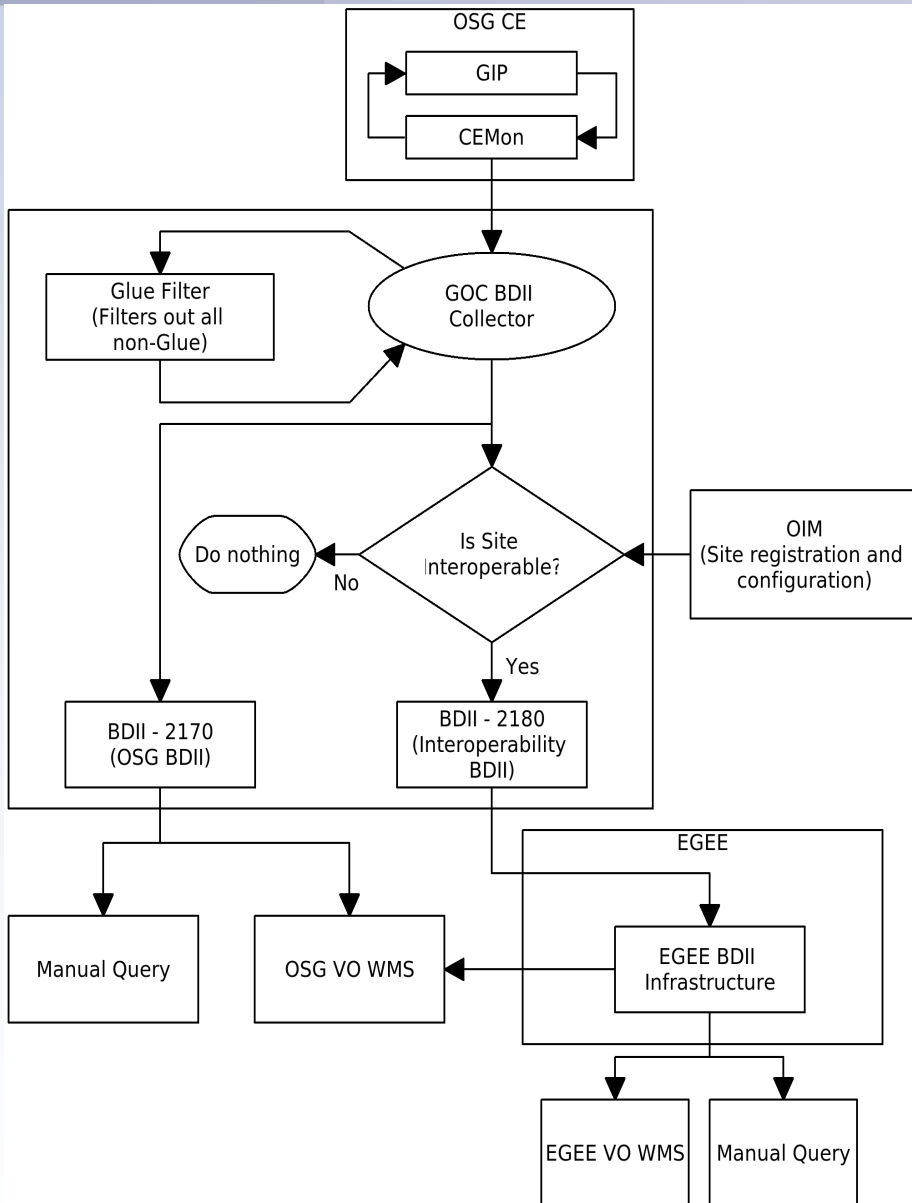 OSG CE
GIP
CEMon
Glue Filter
(Filters out all
non-Glue)
GOC BDII
Collector
Is Site
Interoperable?
Do nothing
No
OIM
(Site registration and
configuration)
Yes
BDII - 2170
(OSG BDII)
BDII - 2180
(Interoperability
BDII)
EGEE
Manual Query
OSG VO WMS
EGEE BDII
Infrastructure
EGEE VO WMS
Manual Query